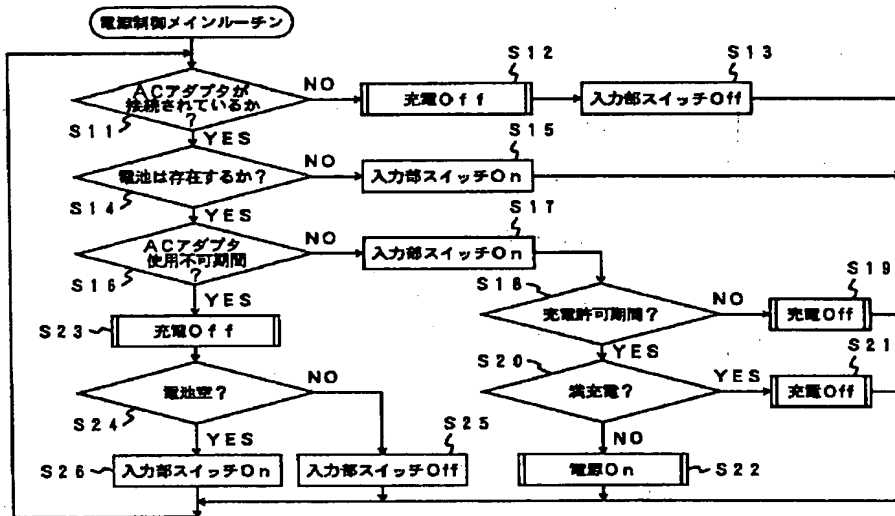 電源制御メインルーチン
ACアダプタが
接続されているか
?
S11
NO
YES
S12
充電Off
S13
入力部スイッチOff
電池は存在するか?
S14
NO
YES
S15
入力部スイッチOn
ACアダプタ
使用不可期間
?
S16
NO
YES
S17
入力部スイッチOn
S18
充電許可期間?
NO
YES
S19
充電Off
S20
満充電?
YES
NO
S21
充電Off
電源On
S22
S23
充電Off
電池空?
S24
NO
YES
S25
入力部スイッチOff
S26
入力部スイッチOn